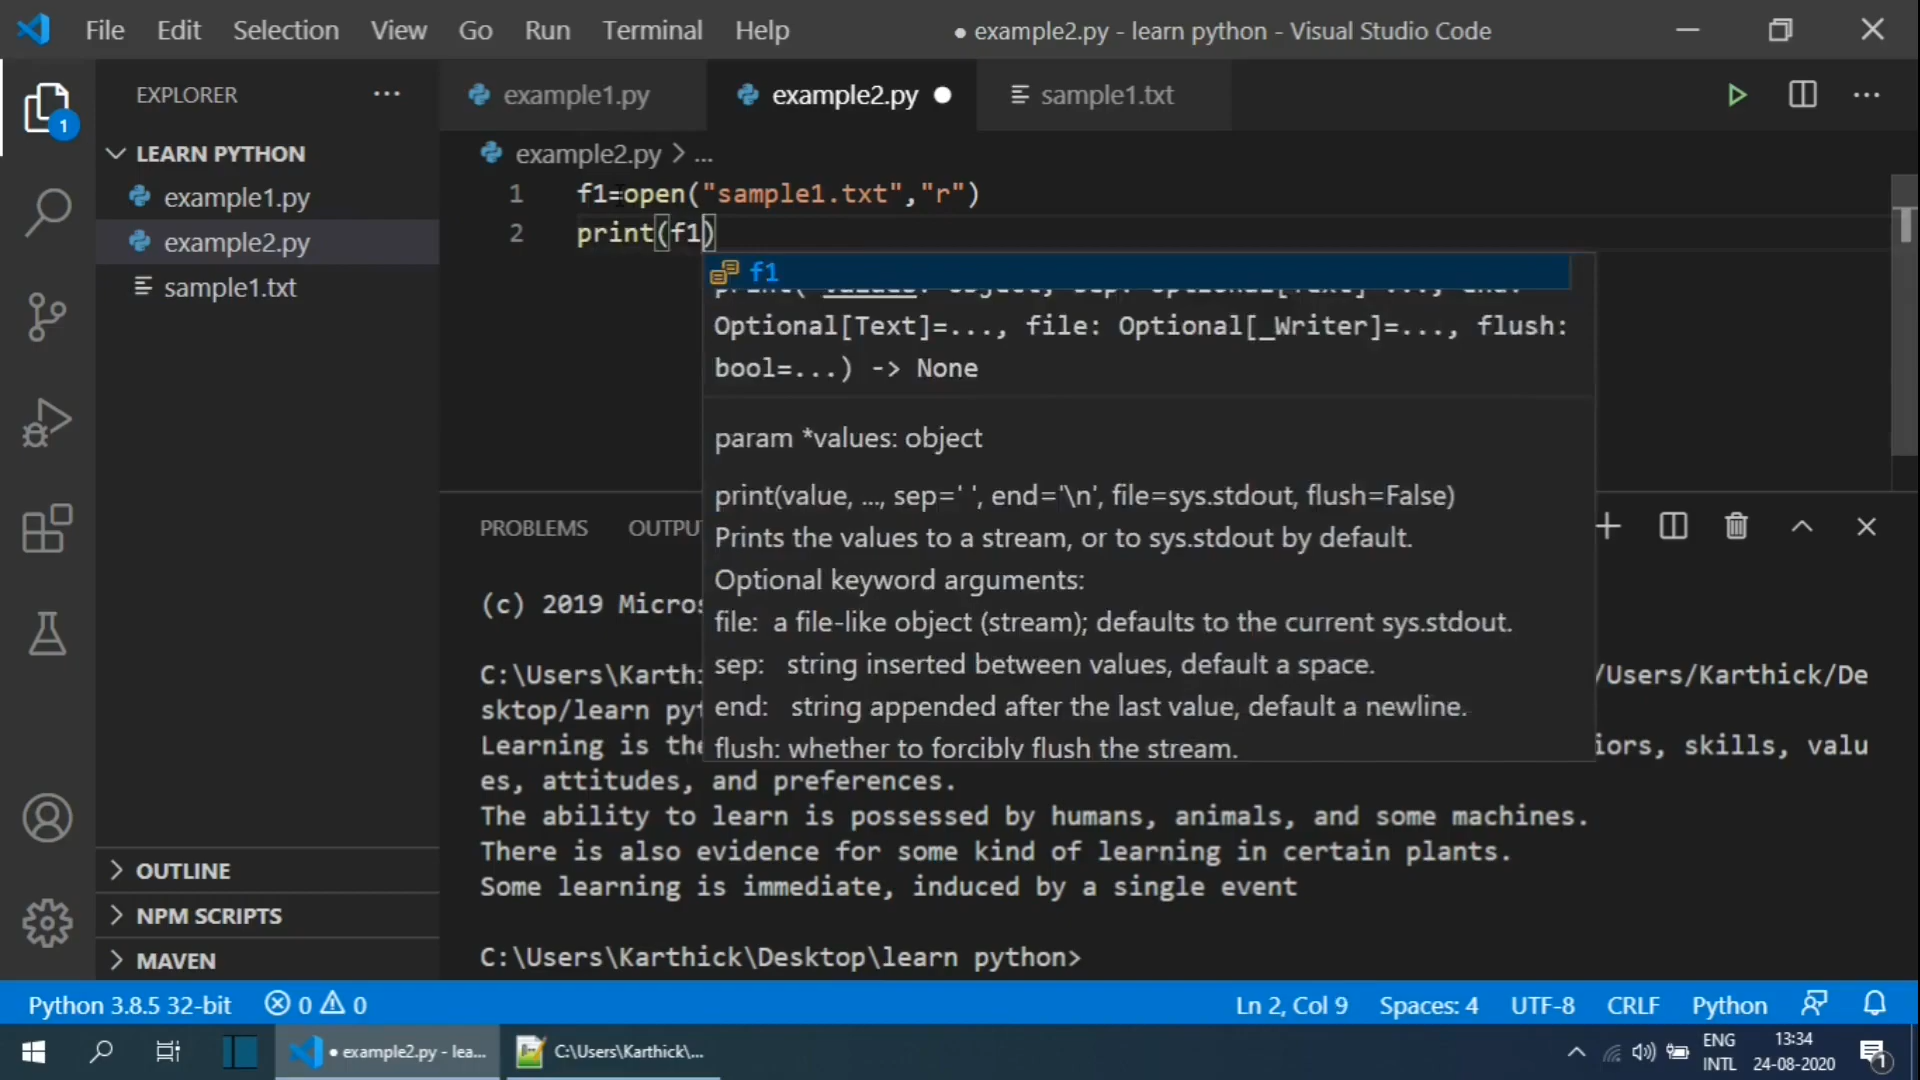 File Edit Selection View Go Run Terminal Help
● example2.py - learn python - Visual Studio Code
EXPLORER
example1.py
example2.py
sample1.txt
LEARN PYTHON
example1.py
example2.py
sample1.txt
OUTLINE
NPM SCRIPTS
MAVEN
example2.py > ...
1 f1=open("sample1.txt","r")
2 print(f1)
f1
Optional[Text]=..., file: Optional[_Writer]=..., flush:
bool=...) -> None
param *values: object
print(value, ..., sep=' ', end='\n', file=sys.stdout, flush=False)
Prints the values to a stream, or to sys.stdout by default.
Optional keyword arguments:
file: a file-like object (stream); defaults to the current sys.stdout.
sep: string inserted between values, default a space.
end: string appended after the last value, default a newline.
flush: whether to forcibly flush the stream.
PROBLEMS OUTPU
(c) 2019 Micros
C:\Users\Karthi /Users/Karthick/De
sktop/learn pyt
Learning is the iors, skills, valu
es, attitudes, and preferences.
The ability to learn is possessed by humans, animals, and some machines.
There is also evidence for some kind of learning in certain plants.
Some learning is immediate, induced by a single event
C:\Users\Karthick\Desktop\learn python>
Python 3.8.5 32-bit 0 0 Ln 2, Col 9 Spaces: 4 UTF-8 CRLF Python
● example2.py - lea...
C:\Users\Karthick\...
ENG
INTL
13:34
24-08-2020
1
1